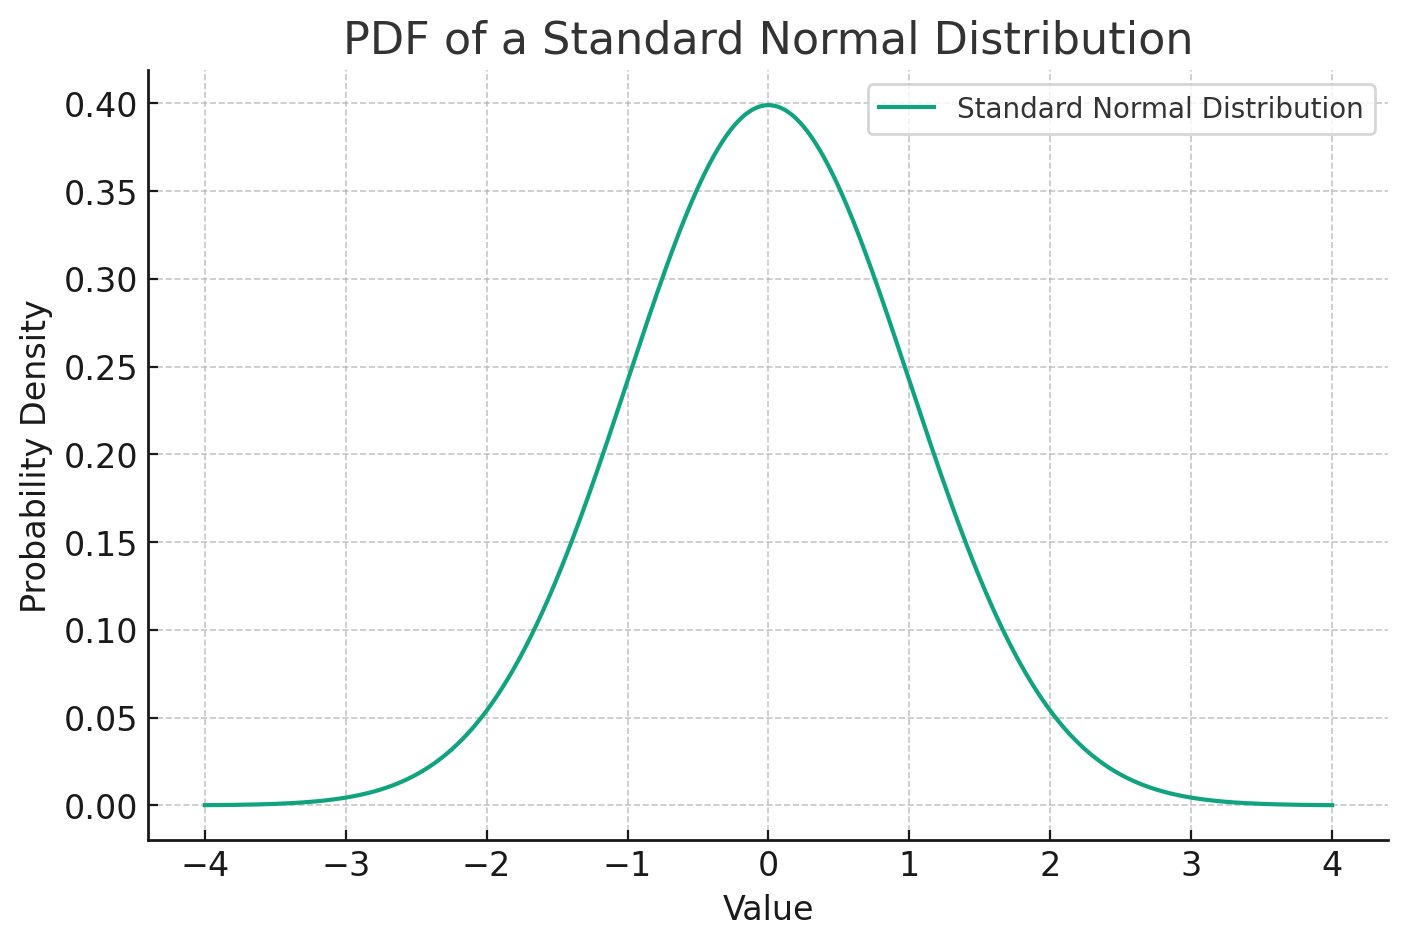 PDF of a Standard Normal Distribution
Standard Normal Distribution
0.40
0.35
0.30
0.25
0.20
0.15
0.10
0.05
0.00
Probability Density
−4 −3 −2 −1 0 1 2 3 4
Value